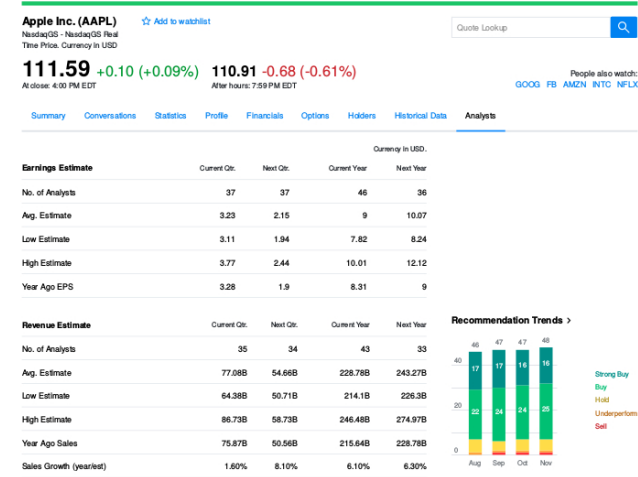 Apple Inc. (AAPL) ☆ Add to watchlist
NasdaqGS - NasdaqGS Real
Time Price. Currency in USD
Quote Lookup
111.59 +0.10 (+0.09%) 110.91 -0.68 (-0.61%)
At close: 4:00 PM EDT After hours: 7:59 PM EDT
People also watch:
GOOG FB AMZN INTC NFLX
Summary Conversations Statistics Profile Financials Options Holders Historical Data Analysts
Currency in USD.
Earnings Estimate Current Qtr. Next Qtr. Current Year Next Year
No. of Analysts 37 37 46 36
Avg. Estimate 3.23 2.15 9 10.07
Low Estimate 3.11 1.94 7.82 8.24
High Estimate 3.77 2.44 10.01 12.12
Year Ago EPS 3.28 1.9 8.31 9
Revenue Estimate Current Qtr. Next Qtr. Current Year Next Year
No. of Analysts 35 34 43 33
Avg. Estimate 77.08B 54.66B 228.78B 243.27B
Low Estimate 64.38B 50.71B 214.1B 226.3B
High Estimate 86.73B 58.73B 246.48B 274.97B
Year Ago Sales 75.87B 50.56B 215.64B 228.78B
Sales Growth (year/est) 1.60% 8.10% 6.10% 6.30%
Recommendation Trends >
46 47 47 48
40
17 17 16 16
20
22 24 24 25
0
Aug Sep Oct Nov
Strong Buy
Buy
Hold
Underperform
Sell